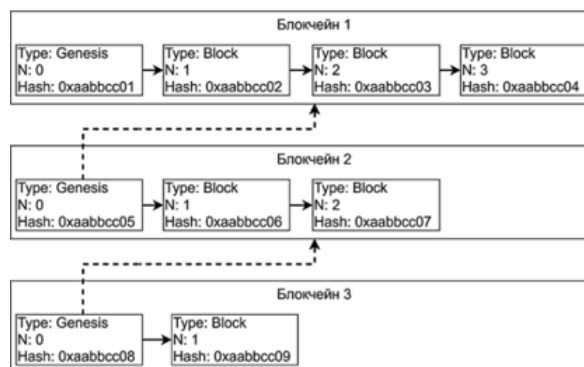 Блокчейн 1
Type: Genesis
N: 0
Hash: 0xaabbcc01
Type: Block
N: 1
Hash: 0xaabbcc02
Type: Block
N: 2
Hash: 0xaabbcc03
Type: Block
N: 3
Hash: 0xaabbcc04
Блокчейн 2
Type: Genesis
N: 0
Hash: 0xaabbcc05
Type: Block
N: 1
Hash: 0xaabbcc06
Type: Block
N: 2
Hash: 0xaabbcc07
Блокчейн 3
Type: Genesis
N: 0
Hash: 0xaabbcc08
Type: Block
N: 1
Hash: 0xaabbcc09